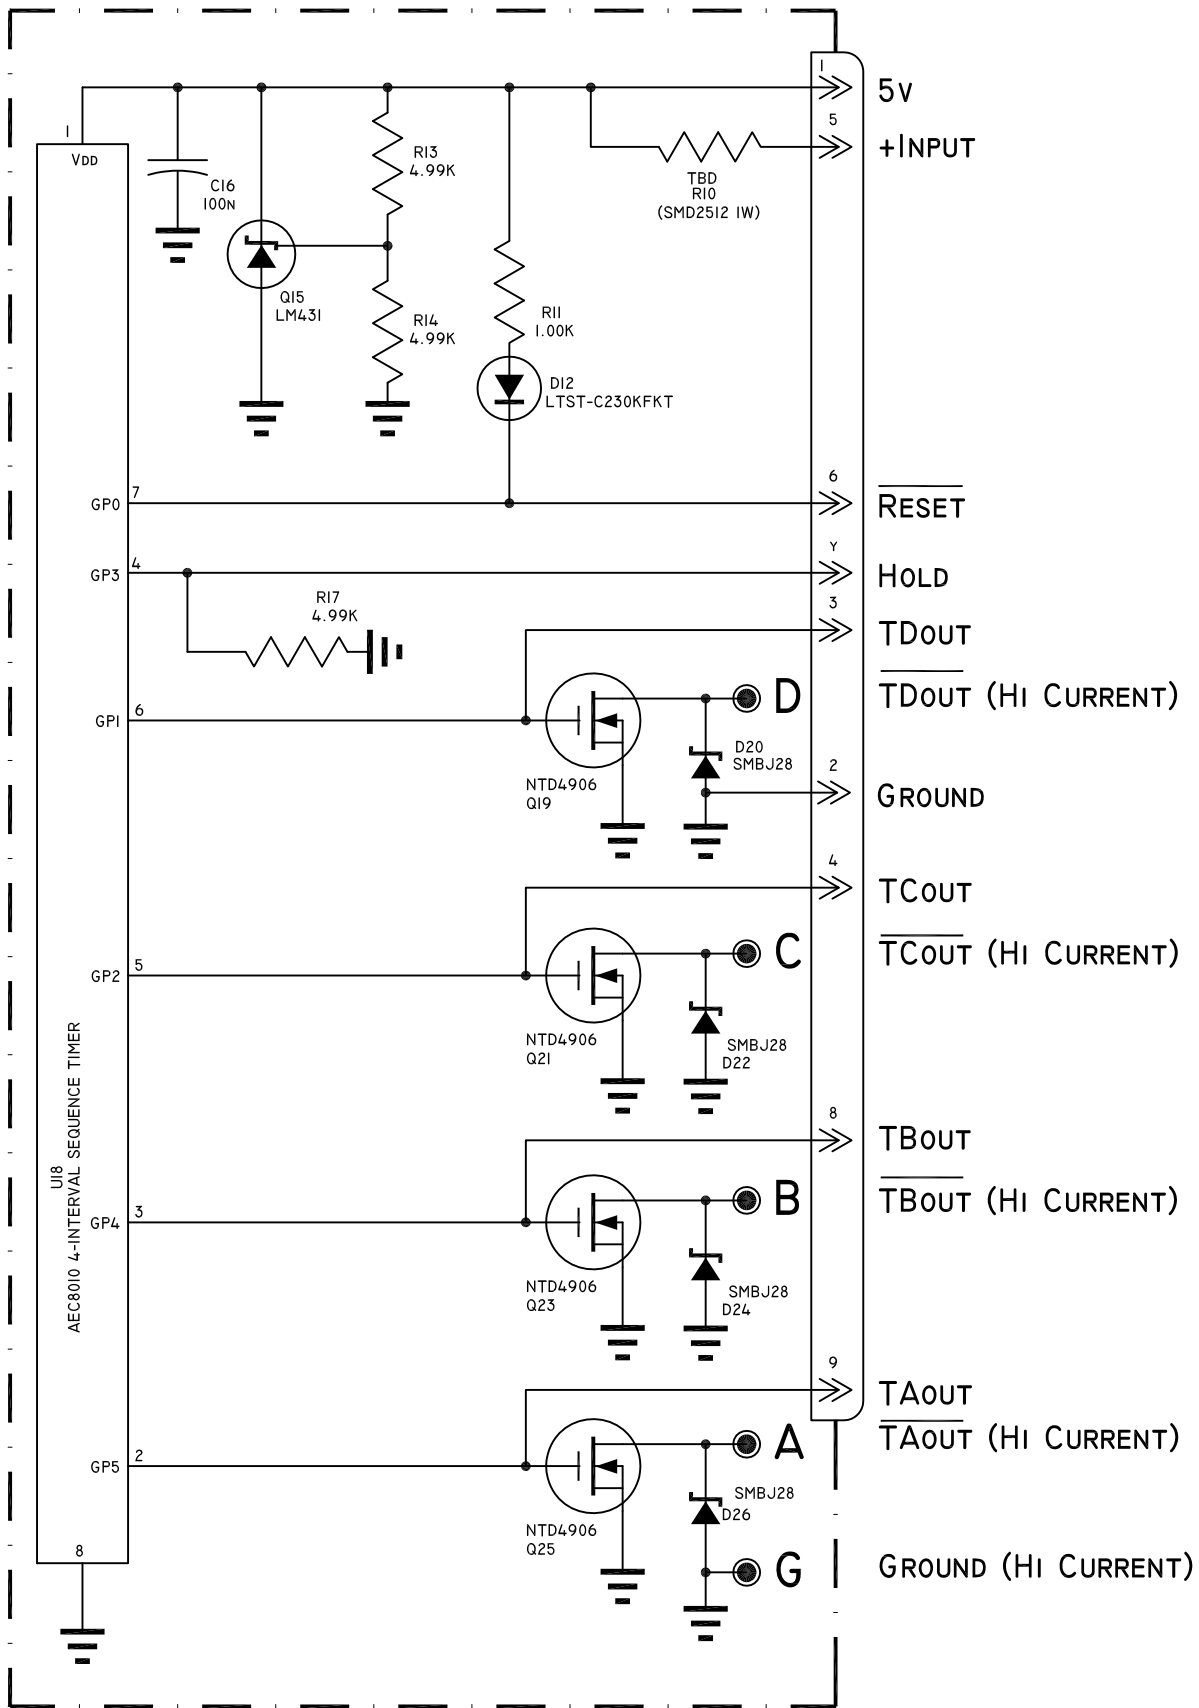 1
5V
5
+INPUT
1
VDD
R13
4.99K
C16
100N
TBD
R10
(SMD2512 1W)
Q15
LM431
R14
4.99K
R11
1.00K
D12
LTST-C230KFKT
GP0
7
6
RESET
GP3
4
Y
HOLD
R17
4.99K
3
TDOUT
D
TDOUT (HI CURRENT)
GP1
6
D20
SMBJ28
NTD4906
Q19
2
GROUND
4
TCOUT
C
TCOUT (HI CURRENT)
GP2
5
NTD4906
Q21
SMBJ28
D22
U18
AEC8010 4-INTERVAL SEQUENCE TIMER
8
TBOUT
B
TBOUT (HI CURRENT)
GP4
3
NTD4906
Q23
SMBJ28
D24
9
TAOUT
A
TAOUT (HI CURRENT)
GP5
2
SMBJ28
D26
NTD4906
Q25
8
G
GROUND (HI CURRENT)